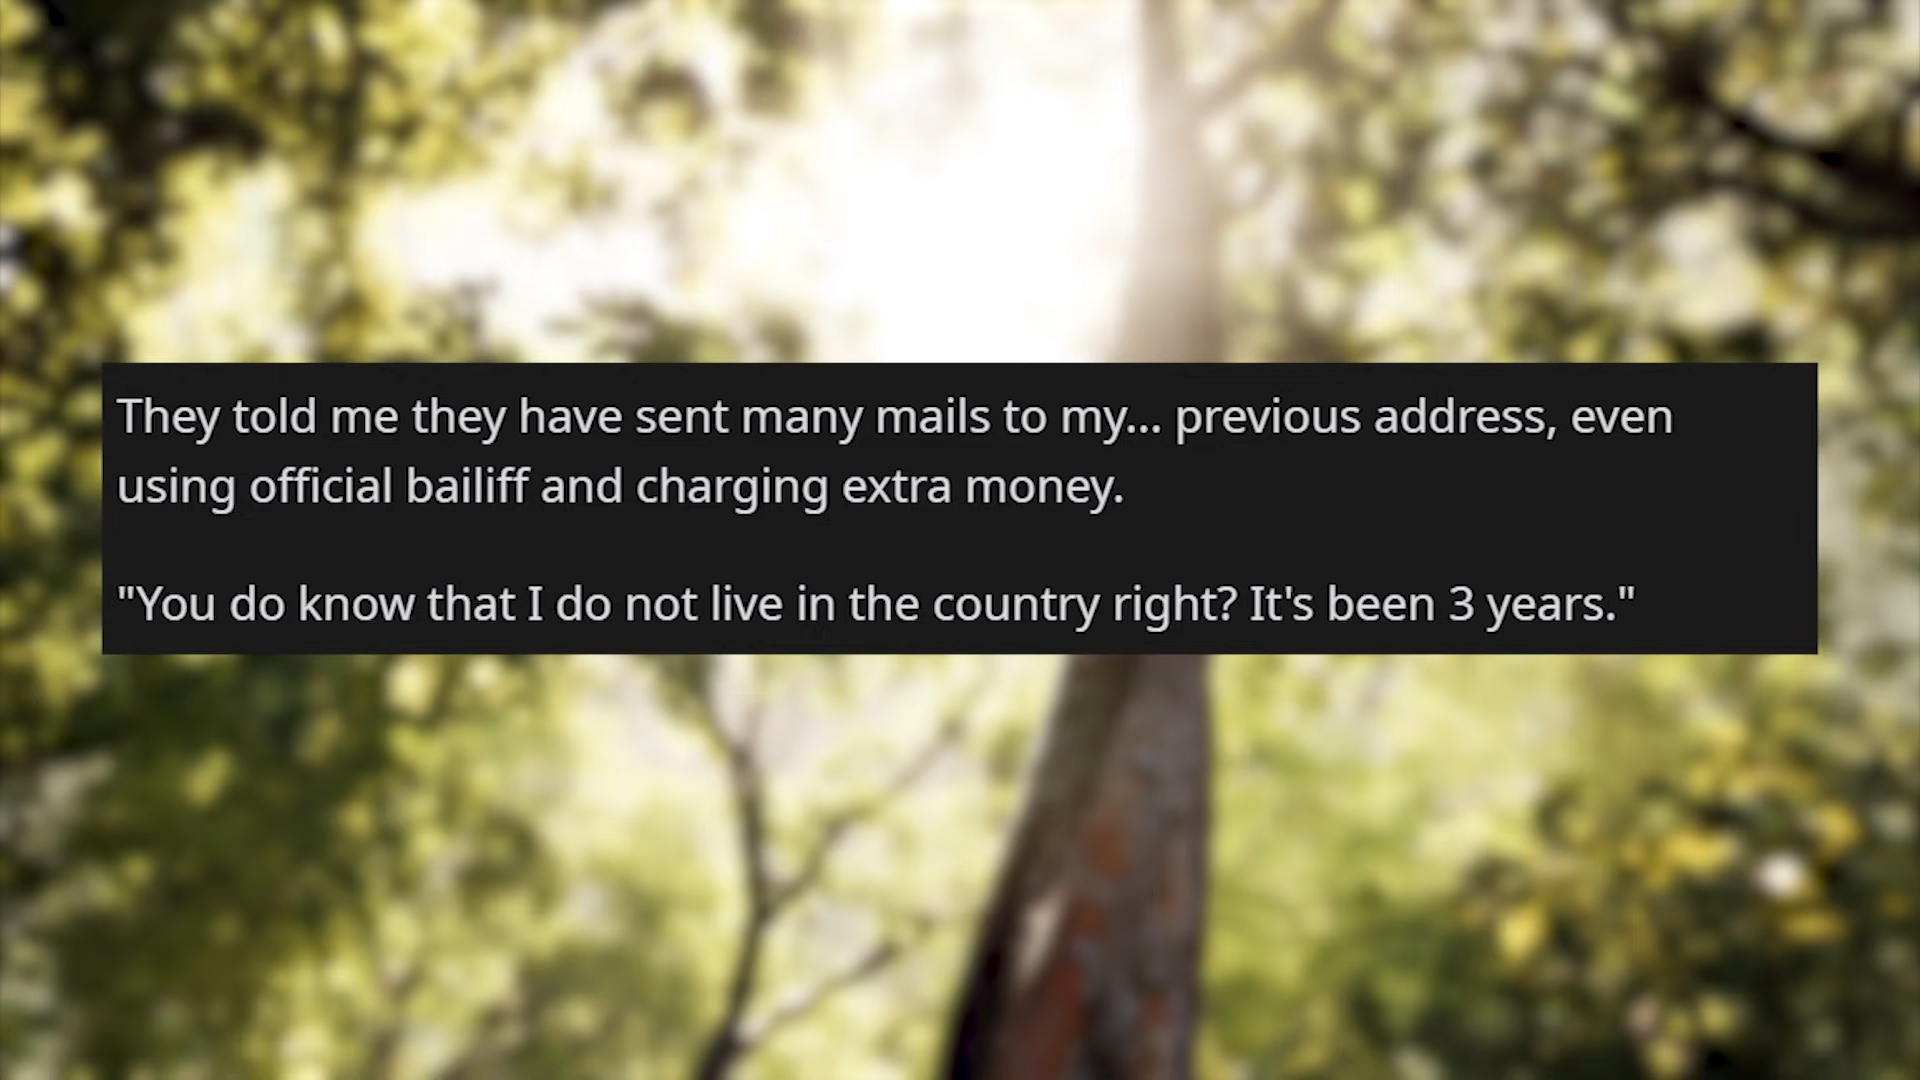 They told me they have sent many mails to my... previous address, even
using official bailiff and charging extra money.
"You do know that I do not live in the country right? It's been 3 years."